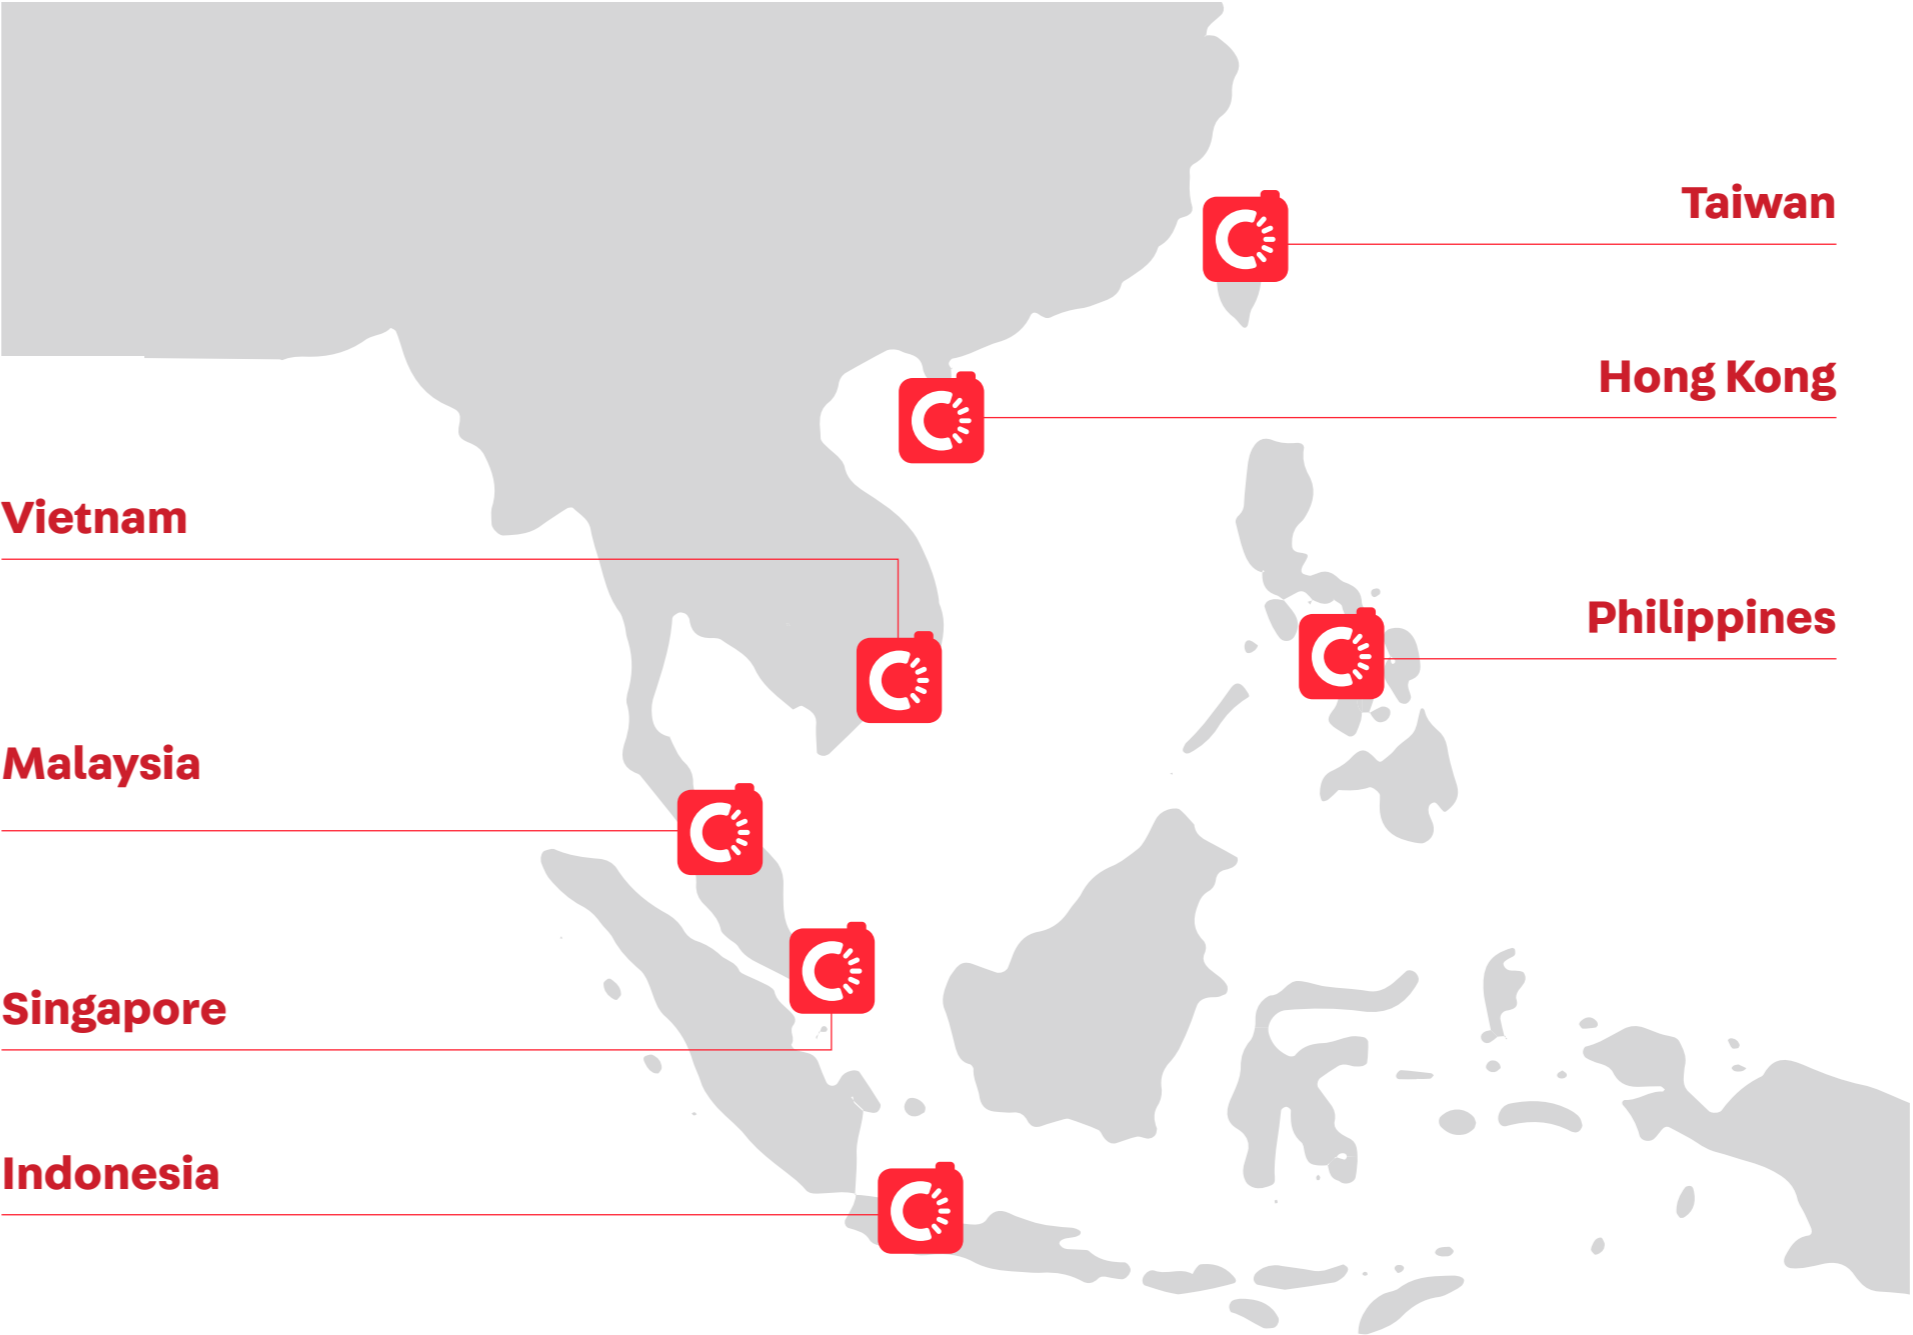 Taiwan
Hong Kong
Vietnam
Philippines
Malaysia
Singapore
Indonesia